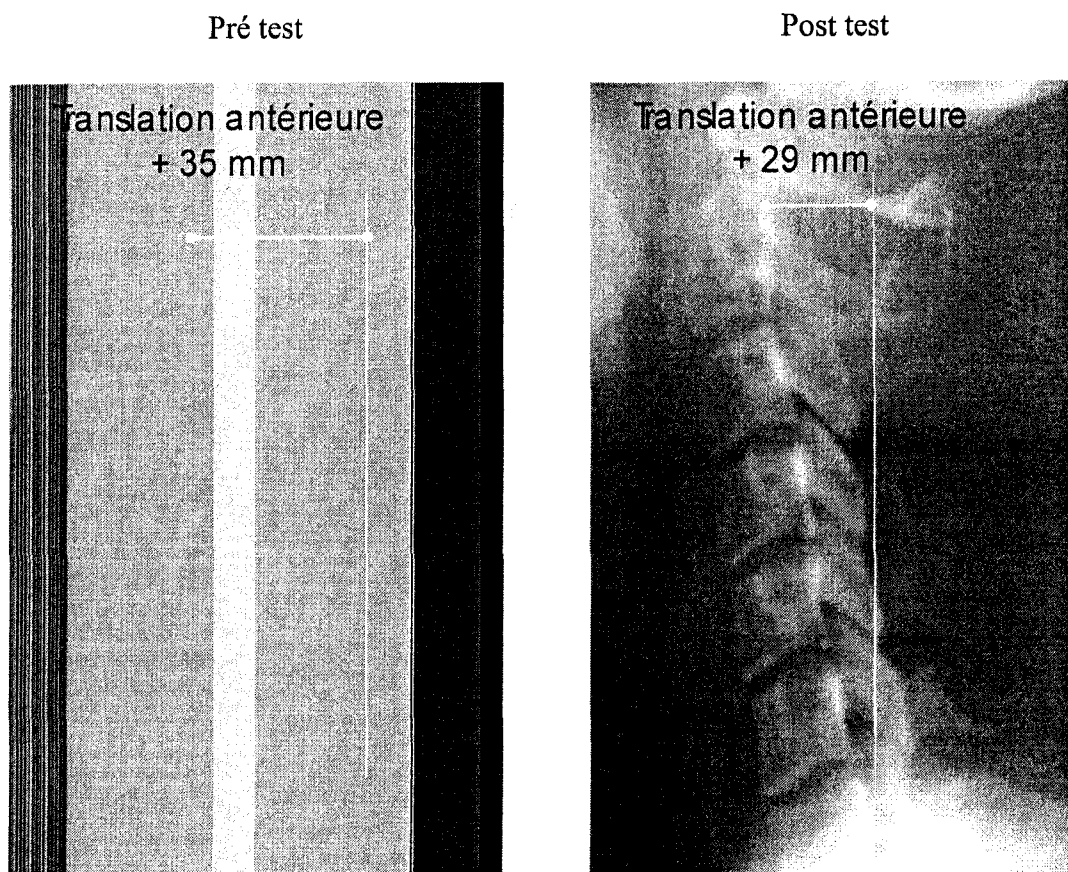 Pré test
Post test
Translation antérieure
+ 35 mm
Translation antérieure
+ 29 mm